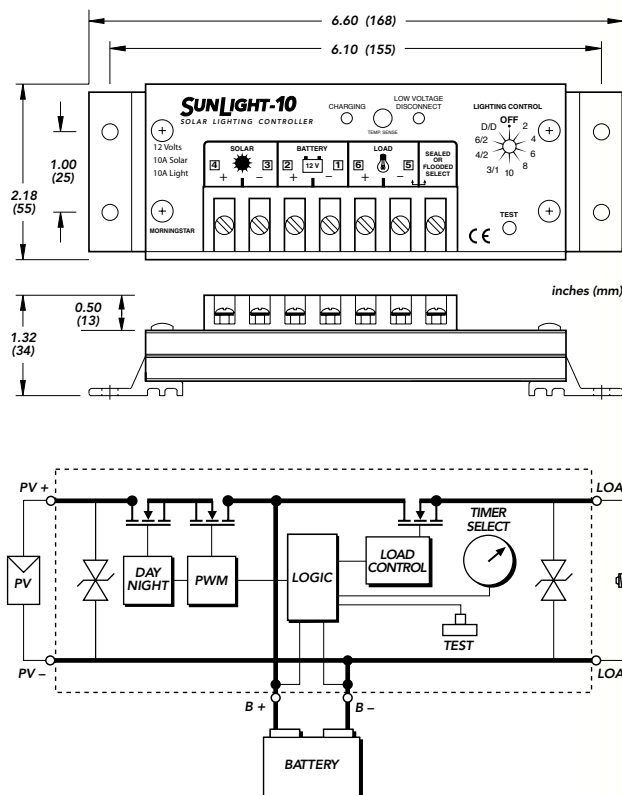 6.60 (168)
6.10 (155)
1.00
(25)
2.18
(55)
SUNLIGHT-10
SOLAR LIGHTING CONTROLLER
CHARGING
LOW VOLTAGE
DISCONNECT
TEMP. SENSE
LIGHTING CONTROL
OFF
D/D 2
6/2 4
4/2 6
3/1 10 8
12 Volts
10A Solar
10A Light
SOLAR BATTERY LOAD
SEALED
OR
FLOODED
SELECT
4 3 2 12 V 1 6 5
+ – + – + –
TEST
MORNINGSTAR
CE
inches (mm)
0.50
(13)
1.32
(34)
PV +
LOA
TIMER
SELECT
PV
DAY
NIGHT
PWM
LOGIC
LOAD
CONTROL
TEST
PV –
LOA
B + B –
BATTERY